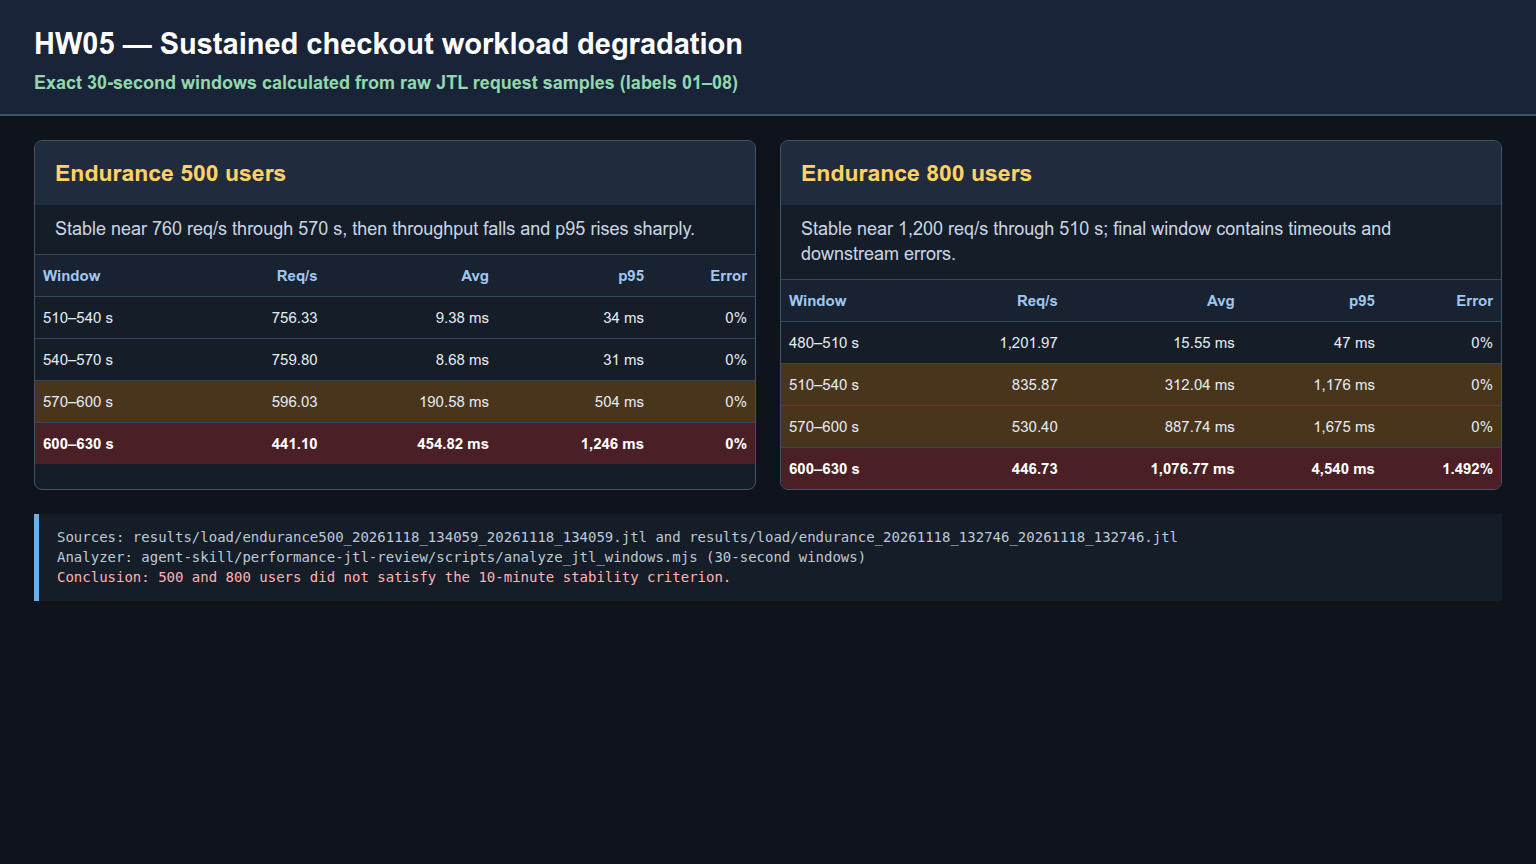 HW05 — Sustained checkout workload degradation
Exact 30-second windows calculated from raw JTL request samples (labels 01–08)
Endurance 500 users
Stable near 760 req/s through 570 s, then throughput falls and p95 rises sharply.
Window Req/s Avg p95 Error
510–540 s 756.33 9.38 ms 34 ms 0%
540–570 s 759.80 8.68 ms 31 ms 0%
570–600 s 596.03 190.58 ms 504 ms 0%
600–630 s 441.10 454.82 ms 1,246 ms 0%
Endurance 800 users
Stable near 1,200 req/s through 510 s; final window contains timeouts and
downstream errors.
Window Req/s Avg p95 Error
480–510 s 1,201.97 15.55 ms 47 ms 0%
510–540 s 835.87 312.04 ms 1,176 ms 0%
570–600 s 530.40 887.74 ms 1,675 ms 0%
600–630 s 446.73 1,076.77 ms 4,540 ms 1.492%
Sources: results/load/endurance500_20261118_134059_20261118_134059.jtl and results/load/endurance_20261118_132746_20261118_132746.jtl
Analyzer: agent-skill/performance-jtl-review/scripts/analyze_jtl_windows.mjs (30-second windows)
Conclusion: 500 and 800 users did not satisfy the 10-minute stability criterion.